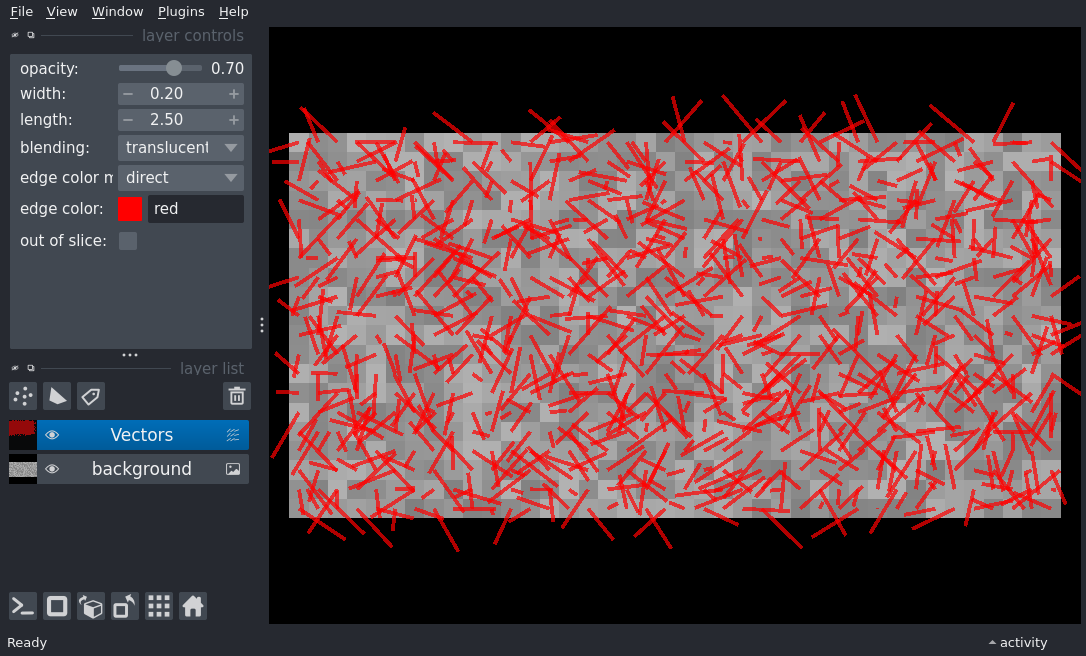 File View Window Plugins Help
layer controls
opacity: 0.70
width: 0.20
length: 2.50
blending: translucent
edge color m direct
edge color: red
out of slice:
layer list
Vectors
background
Ready
activity